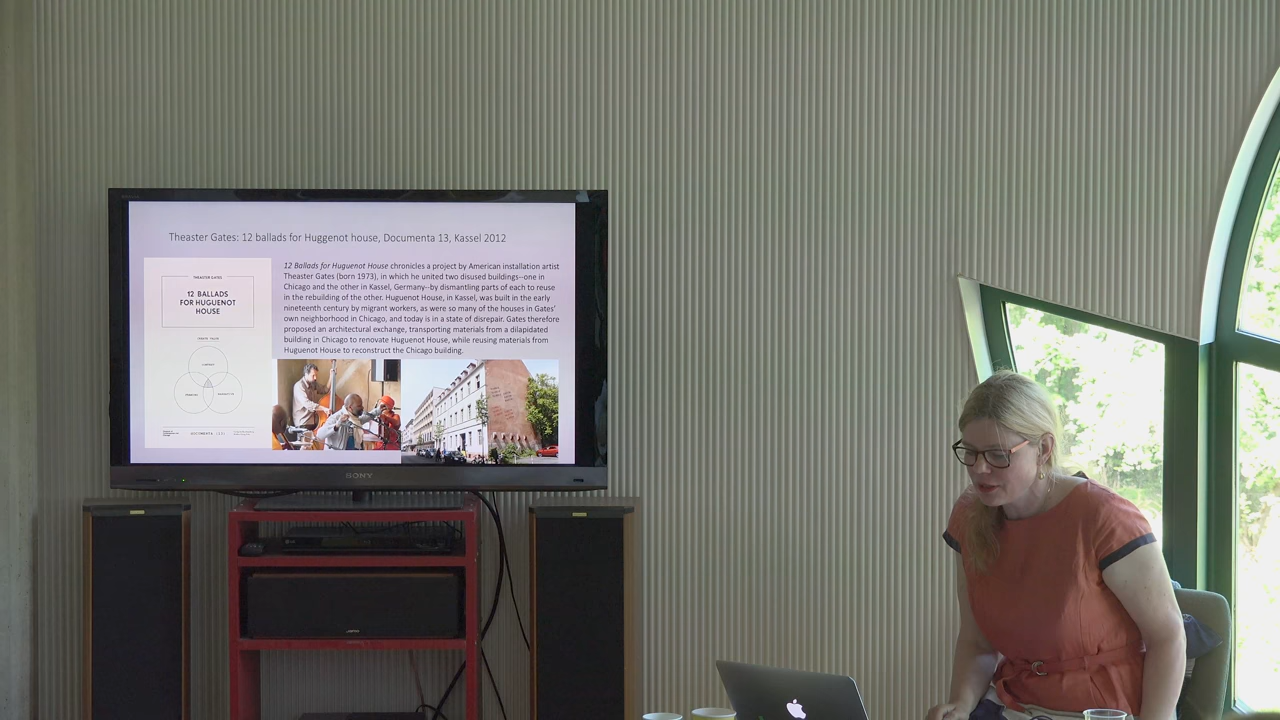 Theaster Gates: 12 ballads for Huggenot house, Documenta 13, Kassel 2012
THEASTER GATES
12 BALLADS
FOR HUGUENOT
HOUSE
12 Ballads for Huguenot House chronicles a project by American installation artist
Theaster Gates (born 1973), in which he united two disused buildings--one in
Chicago and the other in Kassel, Germany--by dismantling parts of each to reuse
in the rebuilding of the other. Huguenot House, in Kassel, was built in the early
nineteenth century by migrant workers, as were so many of the houses in Gates'
own neighborhood in Chicago, and today is in a state of disrepair. Gates therefore
proposed an architectural exchange, transporting materials from a dilapidated
building in Chicago to renovate Huguenot House, while reusing materials from
Huguenot House to reconstruct the Chicago building.
SONY